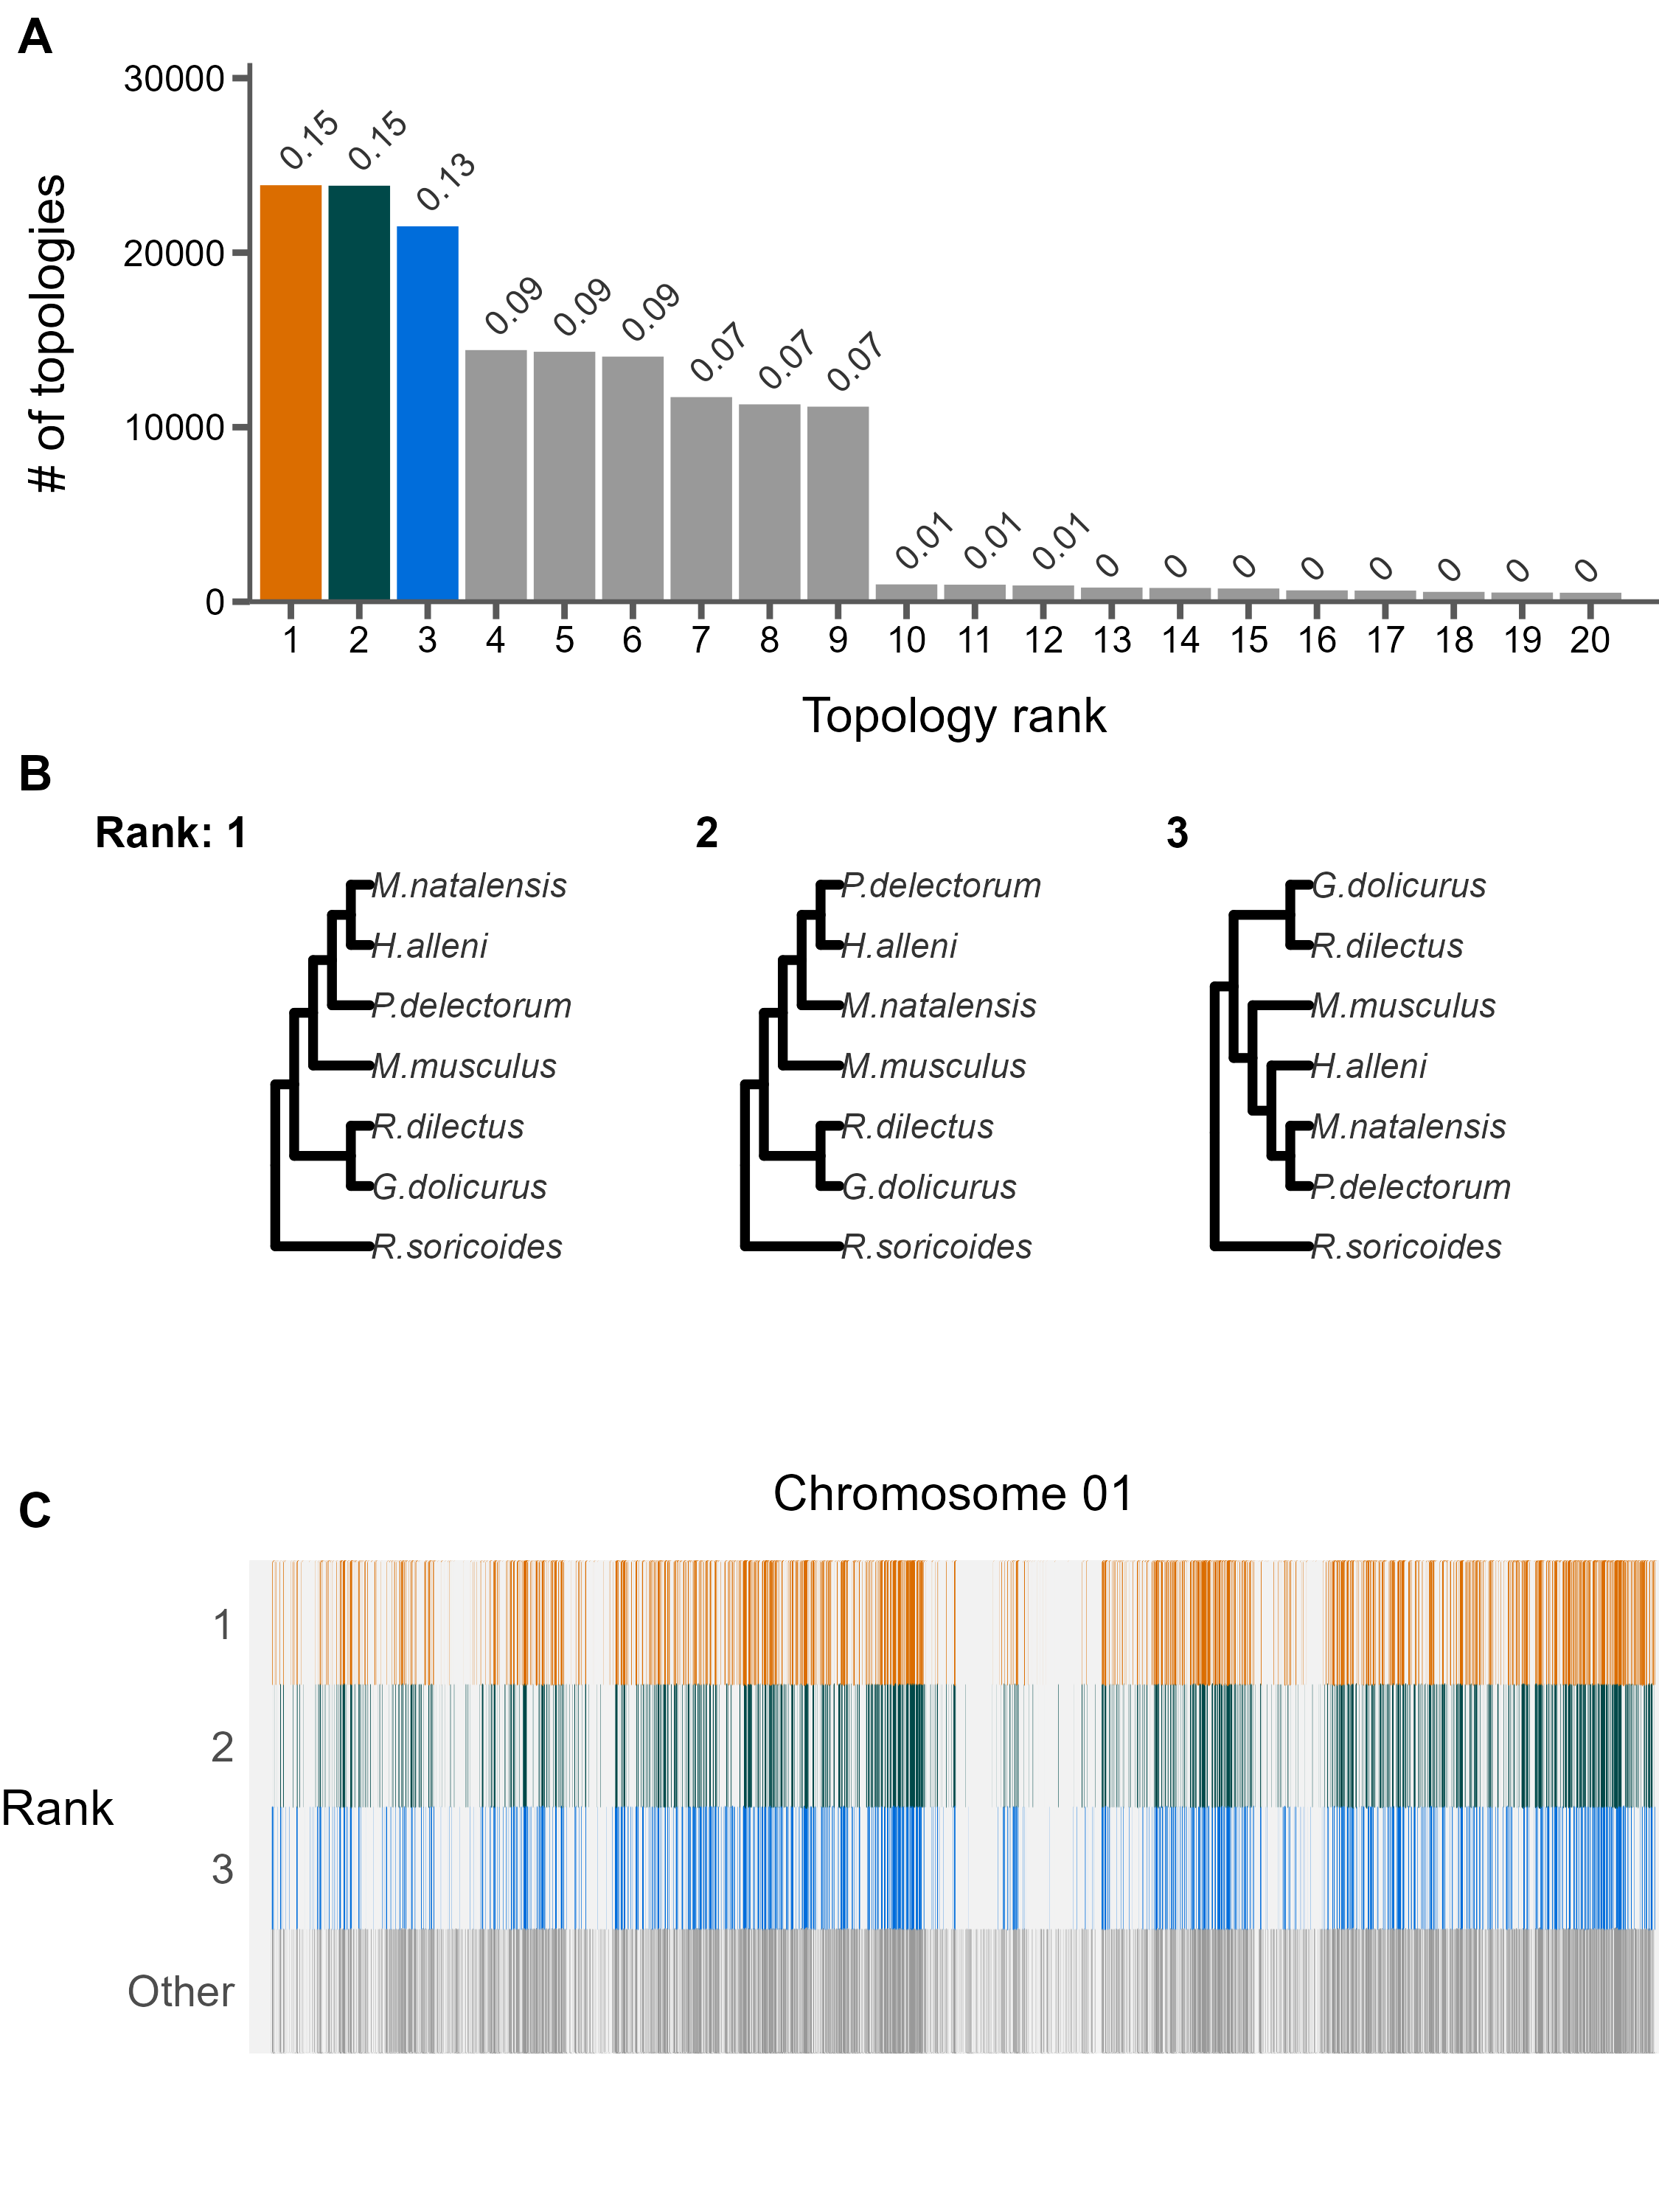 A
30000
20000
10000
0
# of topologies
0.15
0.15
0.13
0.09
0.09
0.09
0.07
0.07
0.07
0.01
0.01
0.01
0
0
0
0
0
0
0
0
1 2 3 4 5 6 7 8 9 10 11 12 13 14 15 16 17 18 19 20
Topology rank
B
Rank: 1
M.natalensis
H.alleni
P.delectorum
M.musculus
R.dilectus
G.dolicurus
R.soricoides
2
P.delectorum
H.alleni
M.natalensis
M.musculus
R.dilectus
G.dolicurus
R.soricoides
3
G.dolicurus
R.dilectus
M.musculus
H.alleni
M.natalensis
P.delectorum
R.soricoides
C
Chromosome 01
Rank
1
2
3
Other